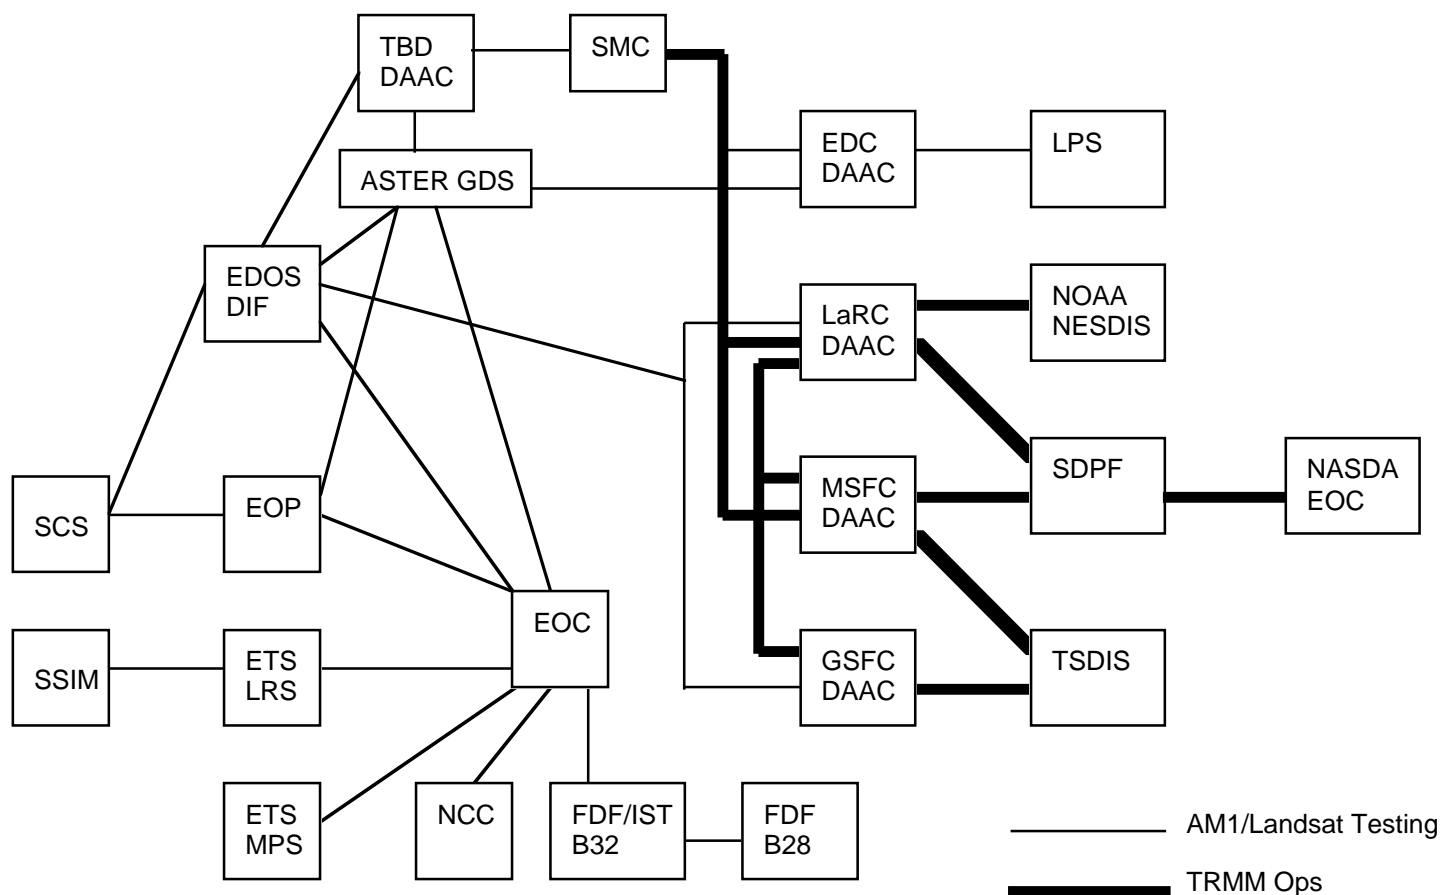 TBD
DAAC
SMC
EDC
DAAC
LPS
ASTER GDS
EDOS
DIF
LaRC
DAAC
NOAA
NESDIS
SCS
EOP
MSFC
DAAC
SDPF
NASDA
EOC
EOC
SSIM
ETS
LRS
GSFC
DAAC
TSDIS
ETS
MPS
NCC
FDF/IST
B32
FDF
B28
AM1/Landsat Testing
TRMM Ops